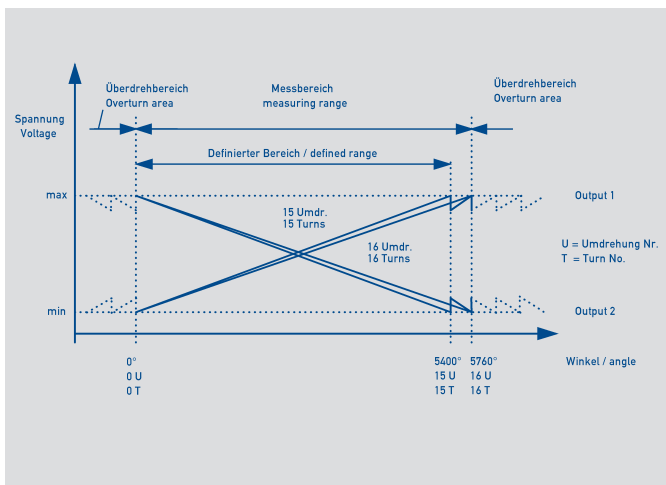 Überdrehbereich
Overturn area
Messbereich
measuring range
Überdrehbereich
Overturn area
Spannung
Voltage
Definierter Bereich / defined range
max
Output 1
15 Umdr.
15 Turns
16 Umdr.
16 Turns
U = Umdrehung Nr.
T = Turn No.
min
Output 2
0°
0 U
0 T
5400°
15 U
15 T
5760°
16 U
16 T
Winkel / angle